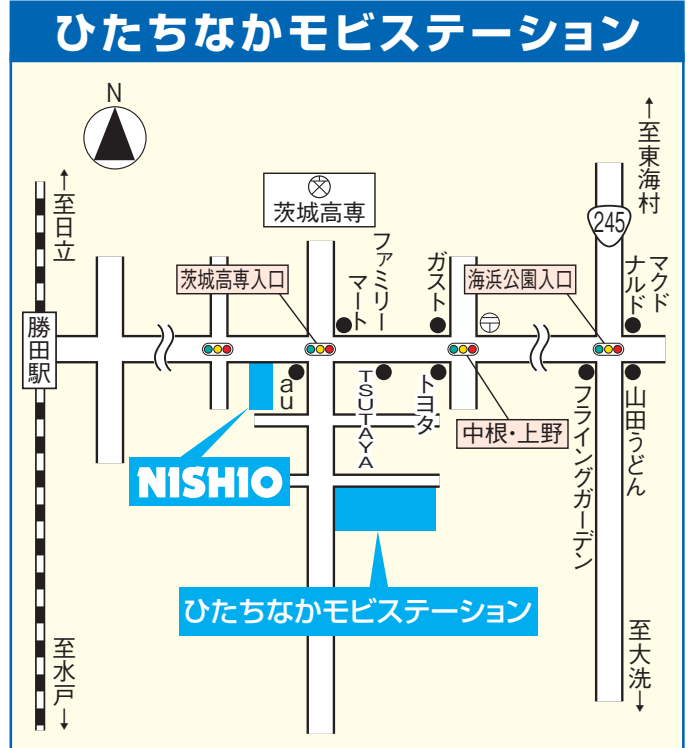 ひたちなかモビステーション
N
至東海村
至日立
茨城高専
245
ファミリーマート
ガスト
マクドナルド
茨城高専入口
海浜公園入口
勝田駅
au
TSUTAYA
トヨタ
中根・上野
フライングガーデン
山田うどん
NISHIO
ひたちなかモビステーション
至水戸
至大洗